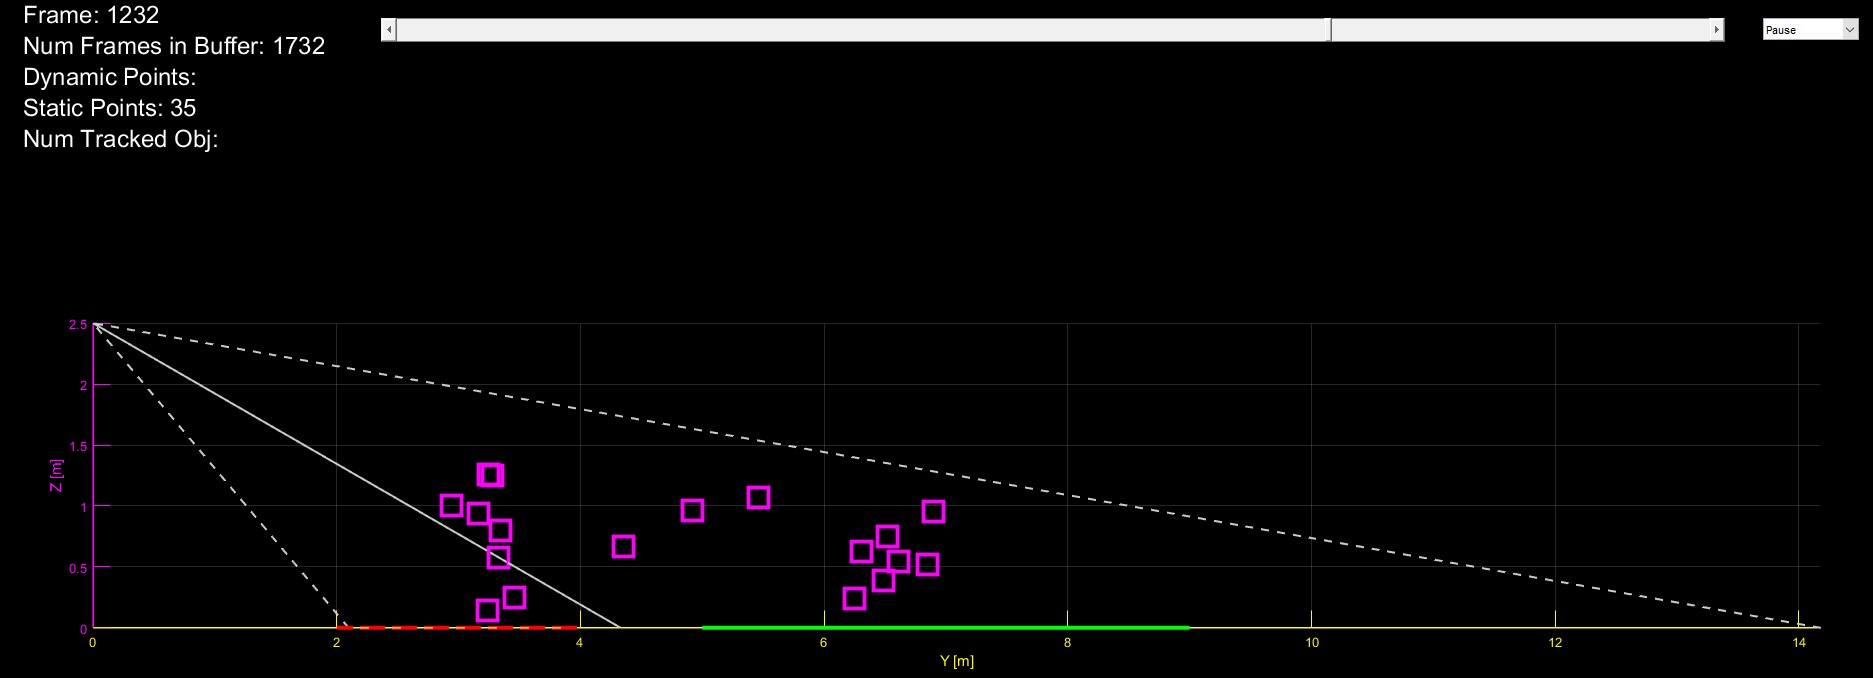 Frame: 1232
Num Frames in Buffer: 1732
Dynamic Points:
Static Points: 35
Num Tracked Obj:
Pause
2.5
2
1.5
1
0.5
0
Z [m]
0 2 4 6 8 10 12 14
Y [m]